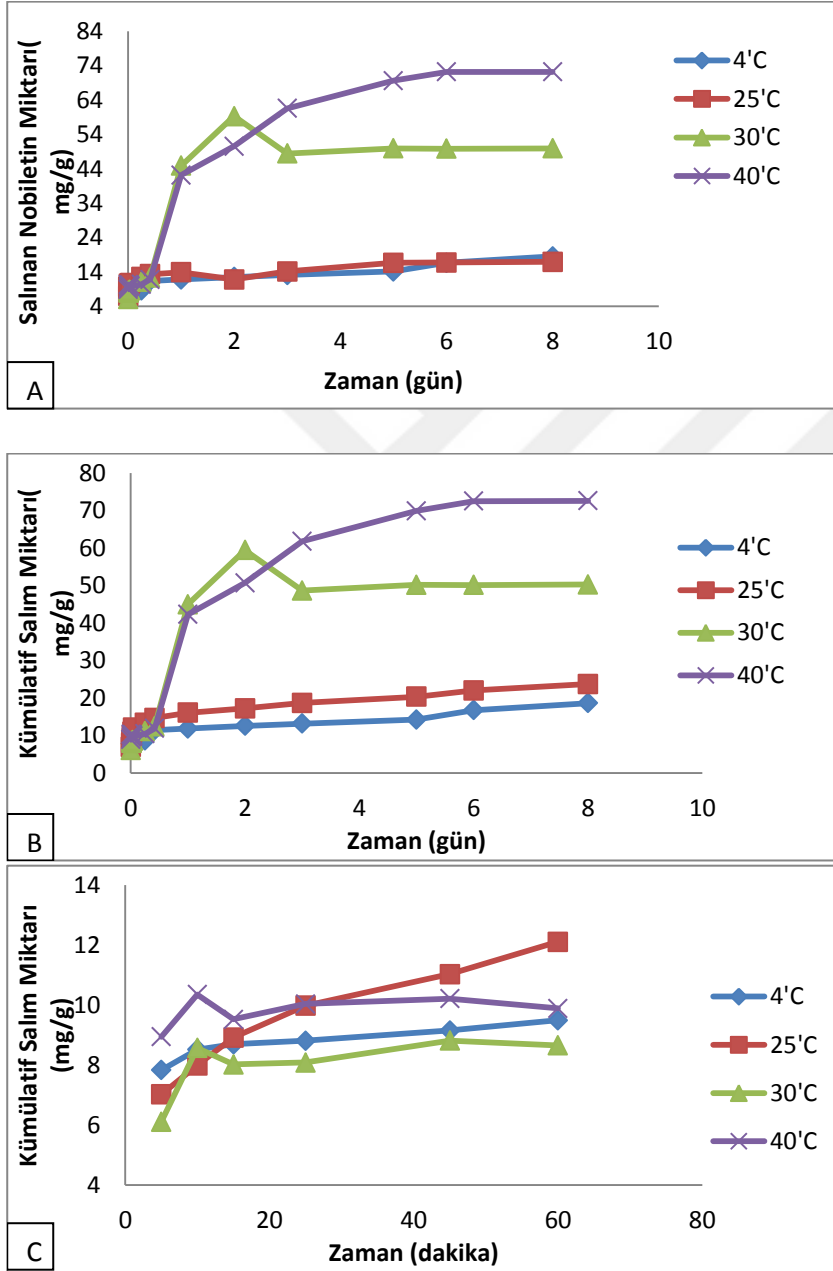 Salınan Nobiletin Miktarı(
mg/g)
84
74
64
54
44
34
24
14
4
0 2 4 6 8 10
Zaman (gün)
4'C
25'C
30'C
40'C
A
Kümülatif Salım Miktarı(
mg/g)
80
70
60
50
40
30
20
10
0
0 2 4 6 8 10
Zaman (gün)
4'C
25'C
30'C
40'C
B
Kümülatif Salım Miktarı
(mg/g)
14
12
10
8
6
4
0 20 40 60 80
Zaman (dakika)
4'C
25'C
30'C
40'C
C